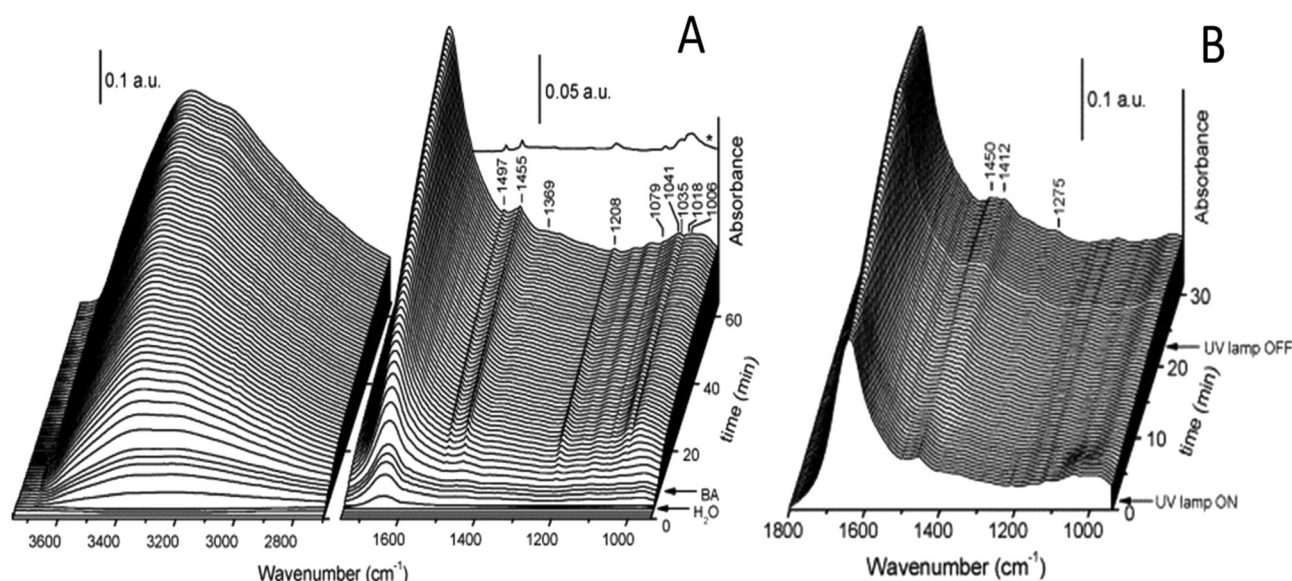 A
B
0.1 a.u.
0.05 a.u.
0.1 a.u.
*
1497
1455
1369
1208
1079
1041
1035
1018
1006
Absorbance
1450
1412
1275
Absorbance
60
40
20
0
time (min)
BA
H₂O
30
20
10
0
time (min)
UV lamp OFF
UV lamp ON
3600 3200 3000 2800
1600 1400 1200 1000
1800 1600 1400 1200 1000
Wavenumber (cm⁻¹)
Wavenumber (cm⁻¹)